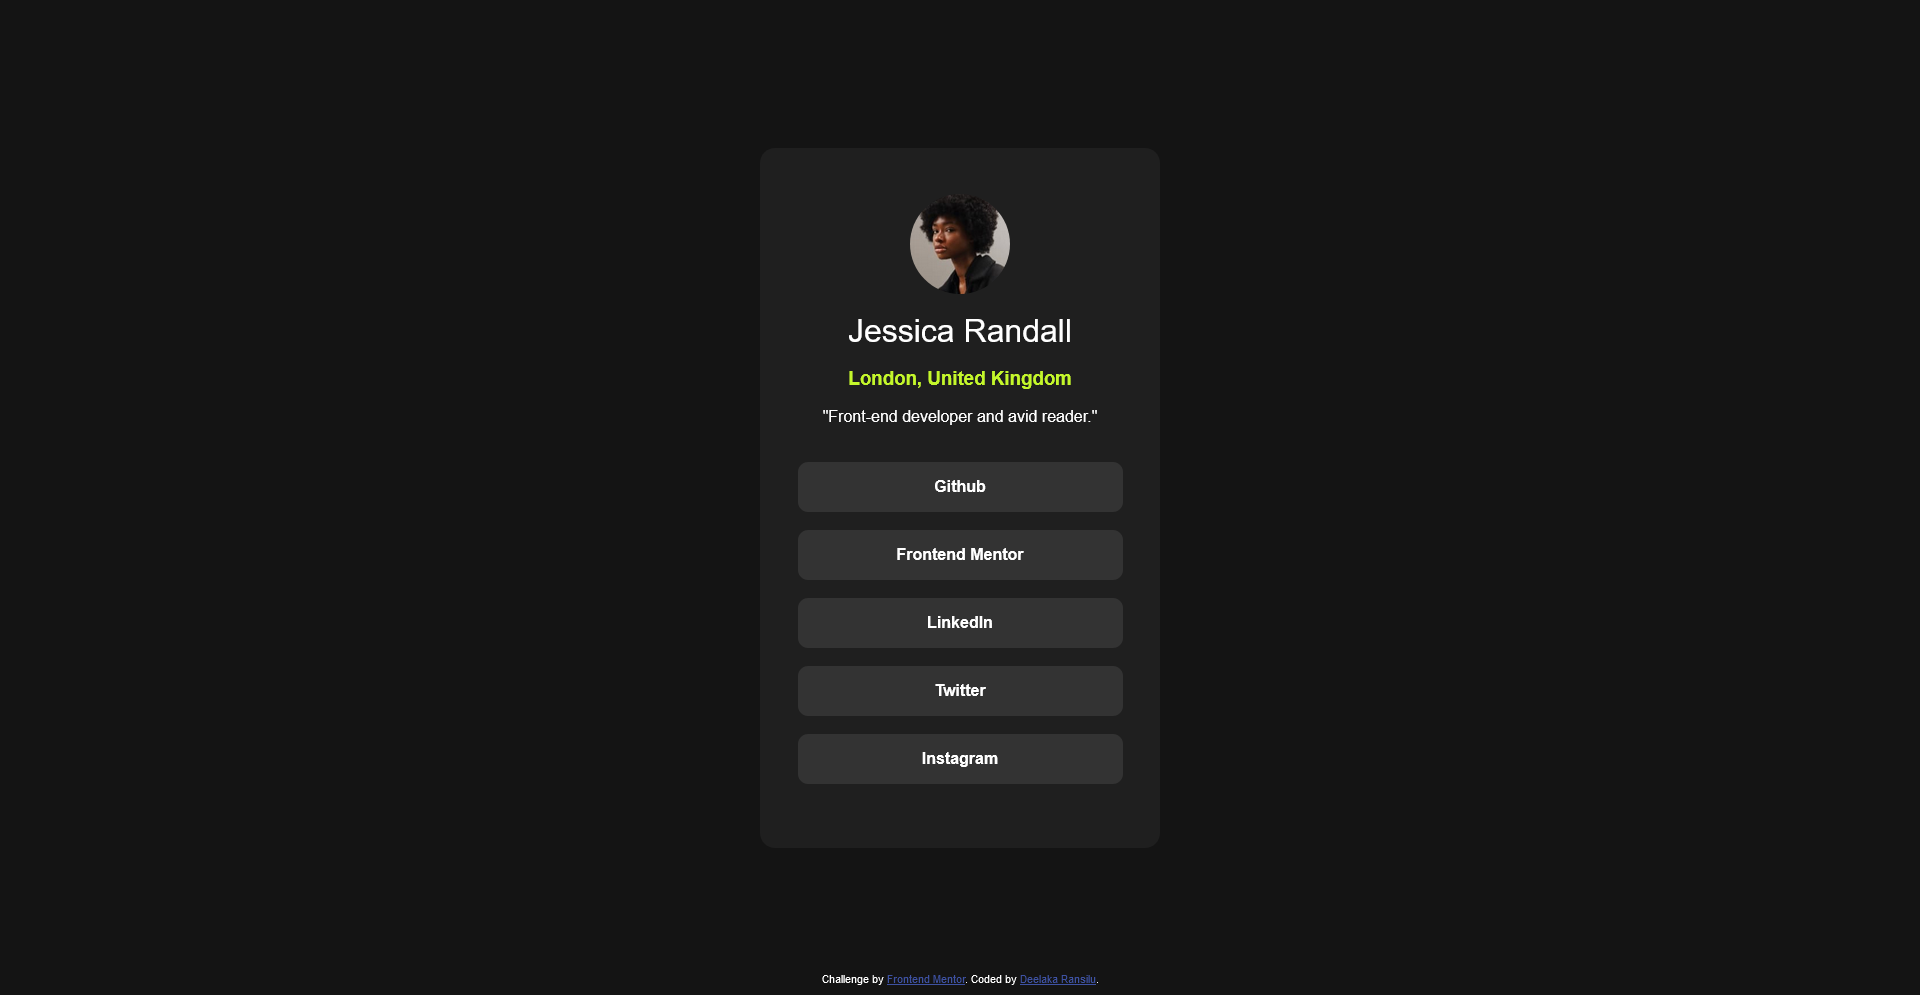 Jessica Randall
London, United Kingdom
"Front-end developer and avid reader."
Github
Frontend Mentor
LinkedIn
Twitter
Instagram
Challenge by Frontend Mentor. Coded by Deelaka Ransilu.